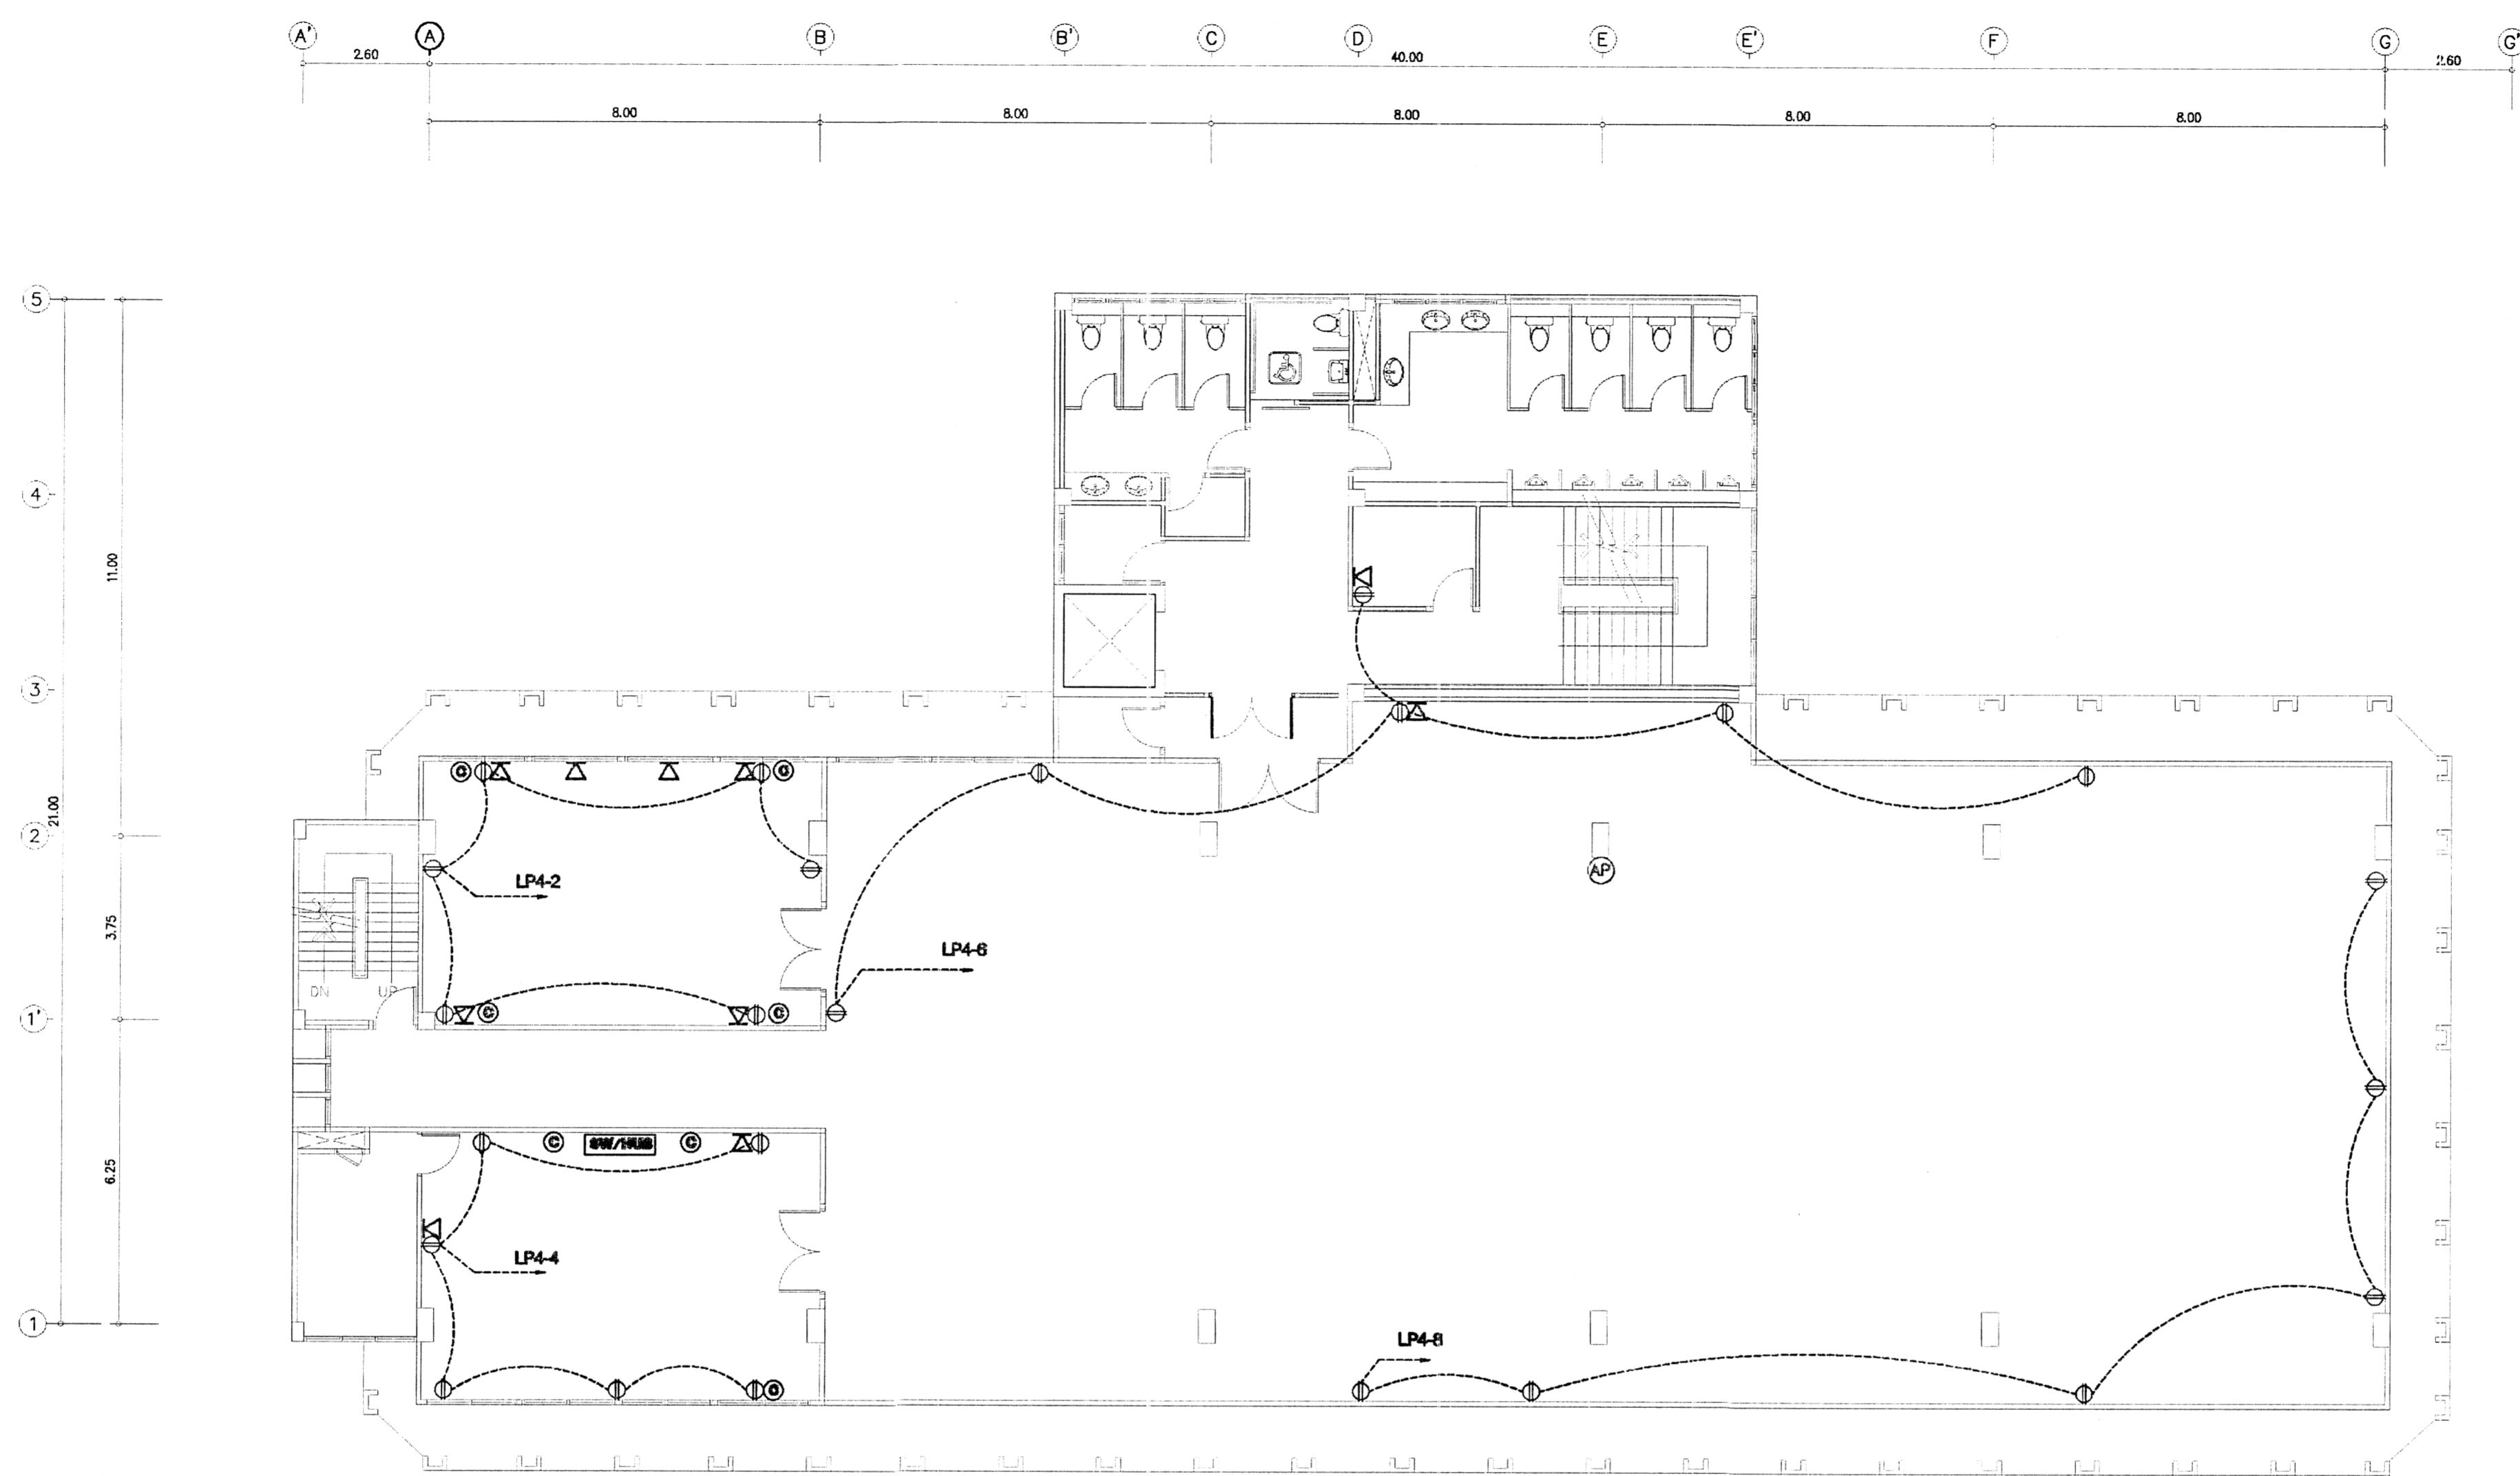 A' A B B' C D E E' F G G'
2.60 40.00 2.60
8.00 8.00 8.00 8.00 8.00
5
4
11.00
3
21.00
2
AP
C C
LP4-2
3.75
LP4-6
DN UP
1'
C C
C SW/HUB C
6.25
LP4-4
1
LP4-8
C